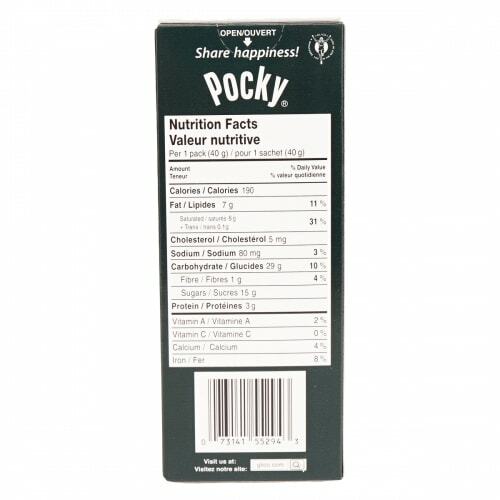 OPEN/OUVERT
Share happiness!
Pocky®
Nutrition Facts
Valeur nutritive
Per 1 pack (40 g) / pour 1 sachet (40 g)
Amount % Daily Value
Teneur % valeur quotidienne
Calories / Calories 190
Fat / Lipides 7 g 11 %
Saturated / saturés 5 g 31 %
+ Trans / trans 0.1g
Cholesterol / Cholestérol 5 mg
Sodium / Sodium 80 mg 3 %
Carbohydrate / Glucides 29 g 10 %
Fibre / Fibres 1 g 4 %
Sugars / Sucres 15 g
Protein / Protéines 3 g
Vitamin A / Vitamine A 2 %
Vitamin C / Vitamine C 0 %
Calcium / Calcium 4 %
Iron / Fer 8 %
0 73141 55294 3
Visit us at:
Visitez notre site: